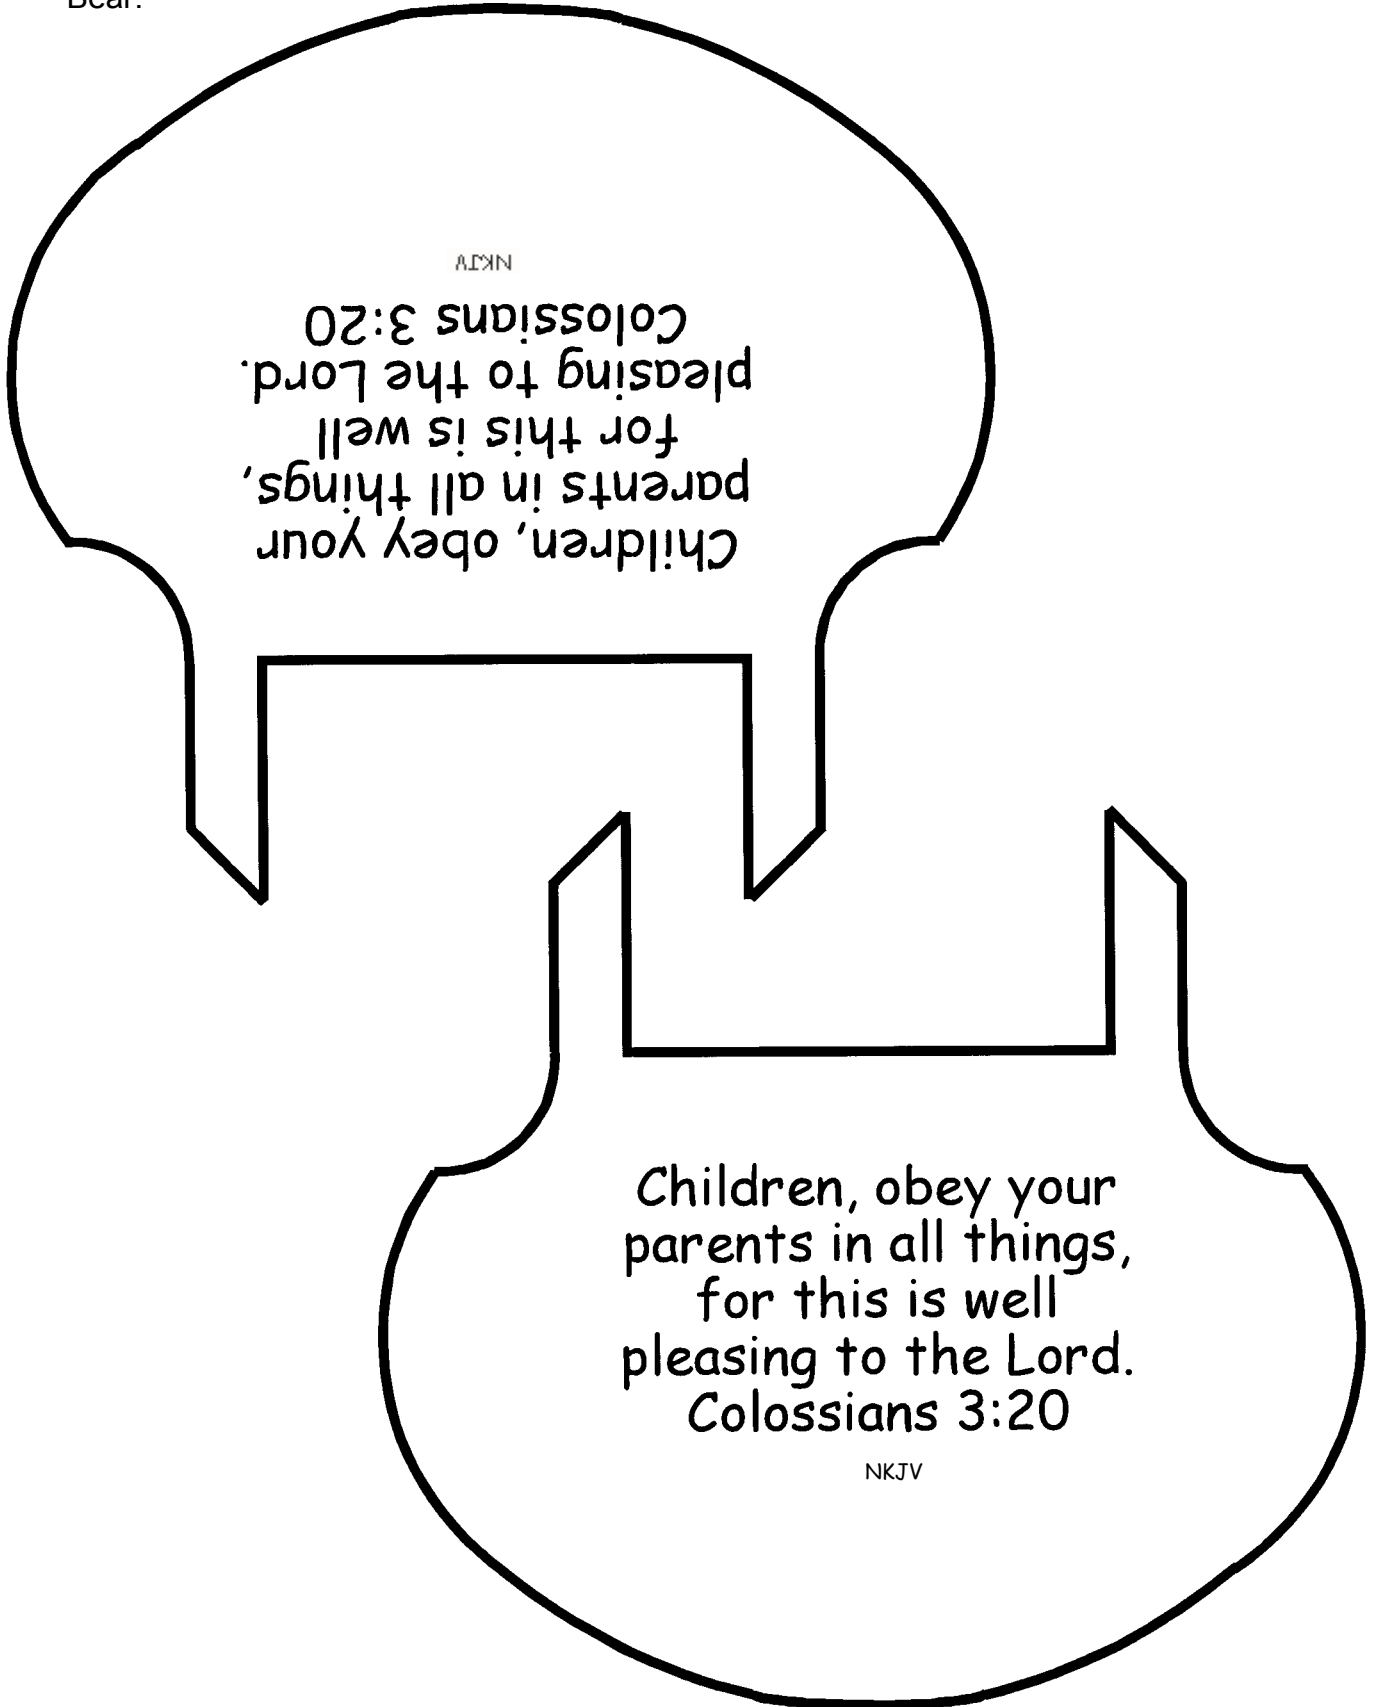 Bear.
Children, obey your
parents in all things,
for this is well
pleasing to the Lord.
Colossians 3:20
NKJV
Children, obey your
parents in all things,
for this is well
pleasing to the Lord.
Colossians 3:20
NKJV